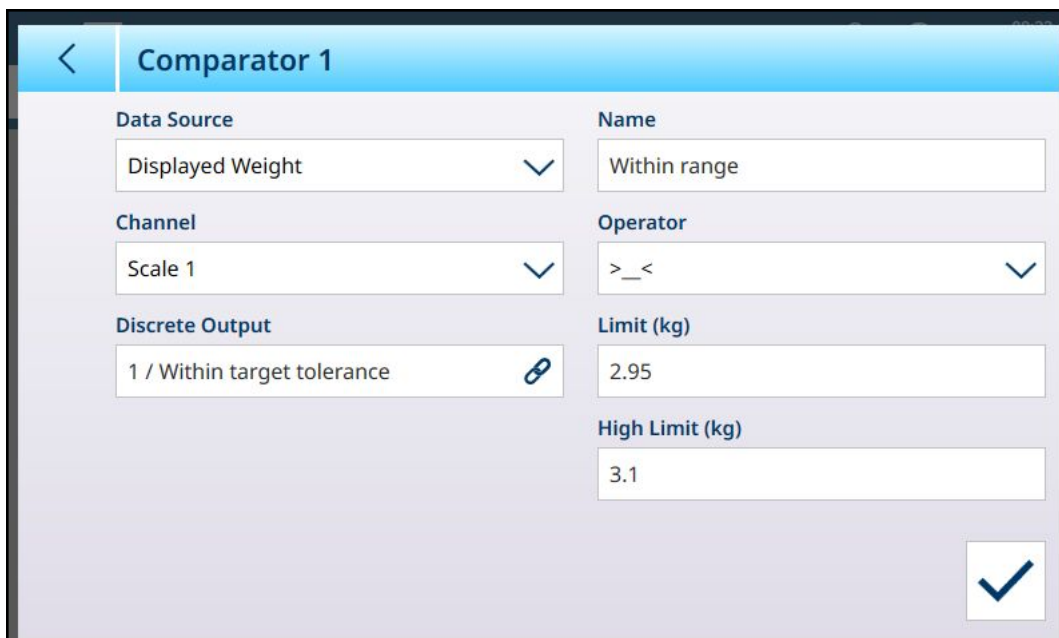 Comparator 1
Data Source
Displayed Weight
Name
Within range
Channel
Scale 1
Operator
>__<
Discrete Output
1 / Within target tolerance
Limit (kg)
2.95
High Limit (kg)
3.1